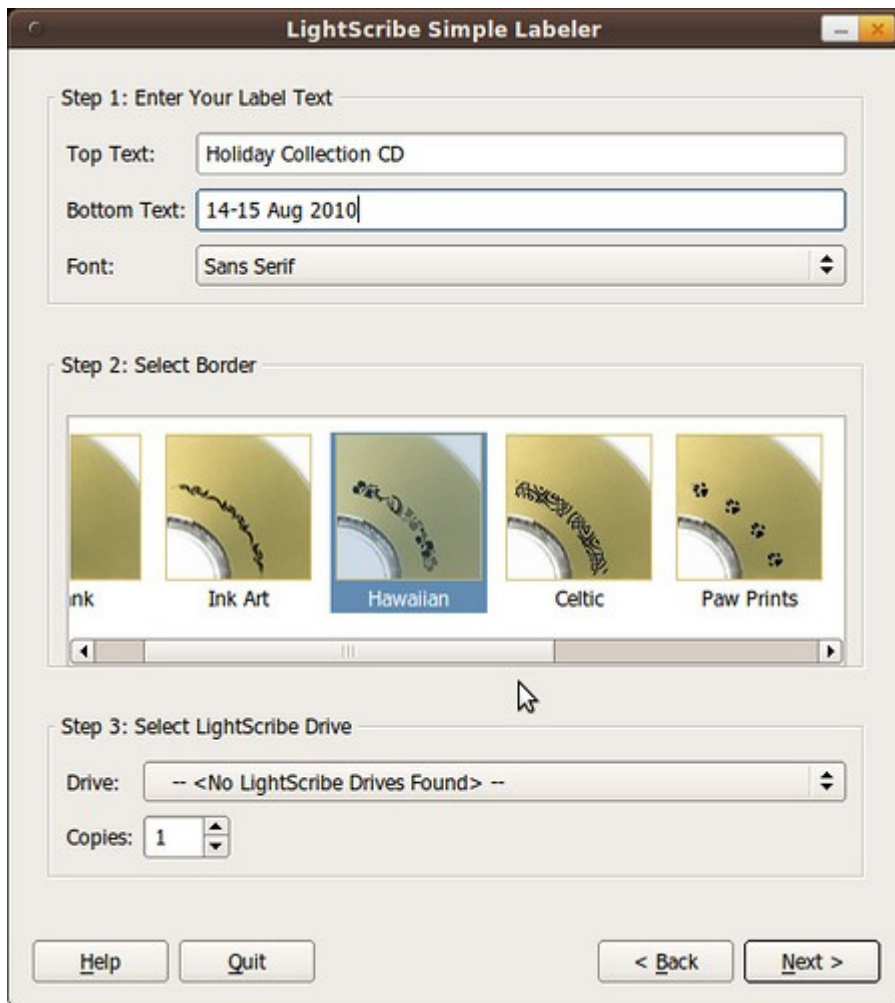 LightScribe Simple Labeler
Step 1: Enter Your Label Text
Top Text: Holiday Collection CD
Bottom Text: 14-15 Aug 2010
Font: Sans Serif
Step 2: Select Border
nk Ink Art Hawaiian Celtic Paw Prints
Step 3: Select LightScribe Drive
Drive: -- <No LightScribe Drives Found> --
Copies: 1
Help Quit < Back Next >